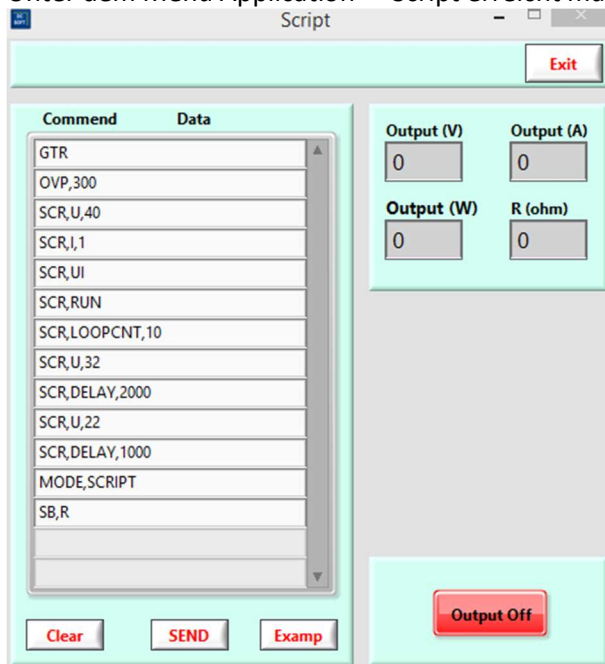 Script
Exit
Commend Data
GTR
OVP,300
SCR,U,40
SCR,I,1
SCR,UI
SCR,RUN
SCR,LOOPCNT,10
SCR,U,32
SCR,DELAY,2000
SCR,U,22
SCR,DELAY,1000
MODE,SCRIPT
SB,R
Clear SEND Examp
Output (V) Output (A)
0 0
Output (W) R (ohm)
0 0
Output Off